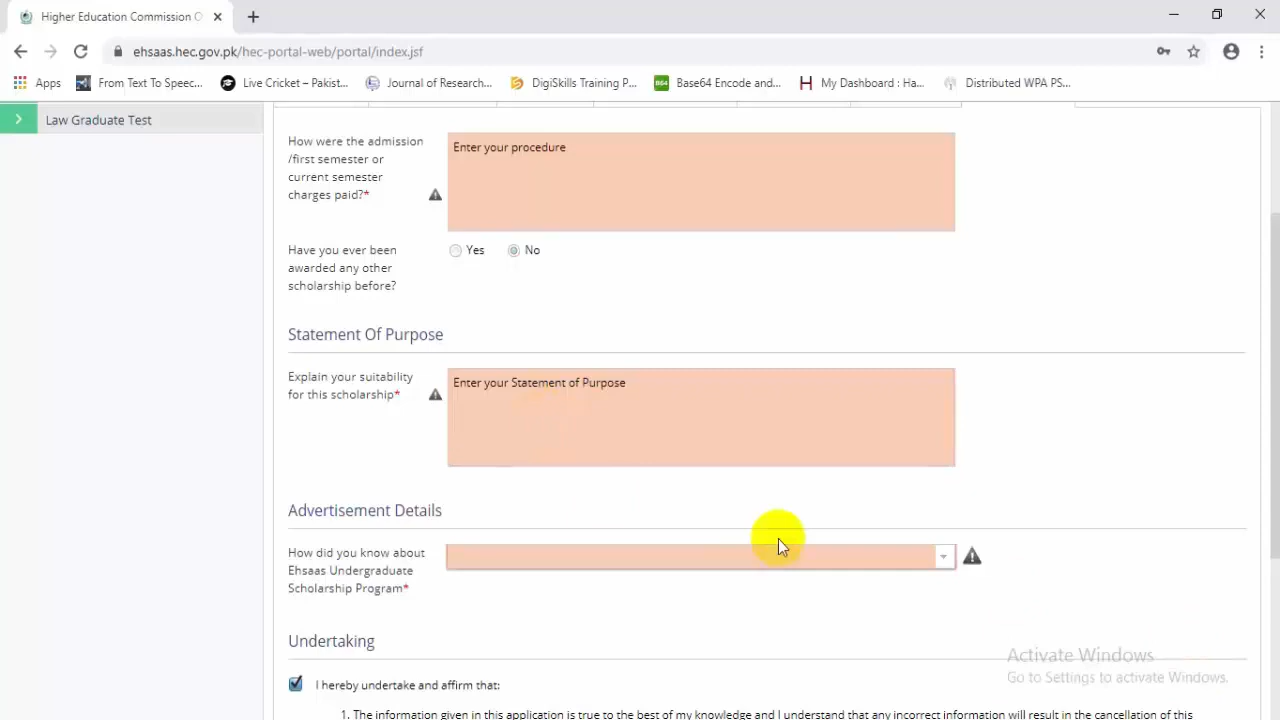 Higher Education Commission O
ehsaas.hec.gov.pk/hec-portal-web/portal/index.jsf
Apps From Text To Speec... Live Cricket – Pakist... Journal of Research... DigiSkills Training P... B64 Base64 Encode and... H My Dashboard : Ha... Distributed WPA PS...
Law Graduate Test
How were the admission
/first semester or
current semester
charges paid?*
Enter your procedure
Have you ever been
awarded any other
scholarship before?
Yes No
Statement Of Purpose
Explain your suitability
for this scholarship*
Enter your Statement of Purpose
Advertisement Details
How did you know about
Ehsaas Undergraduate
Scholarship Program*
Undertaking
I hereby undertake and affirm that:
1. The information given in this application is true to the best of my knowledge and I understand that any incorrect information will result in the cancellation of this
Activate Windows
Go to Settings to activate Windows.